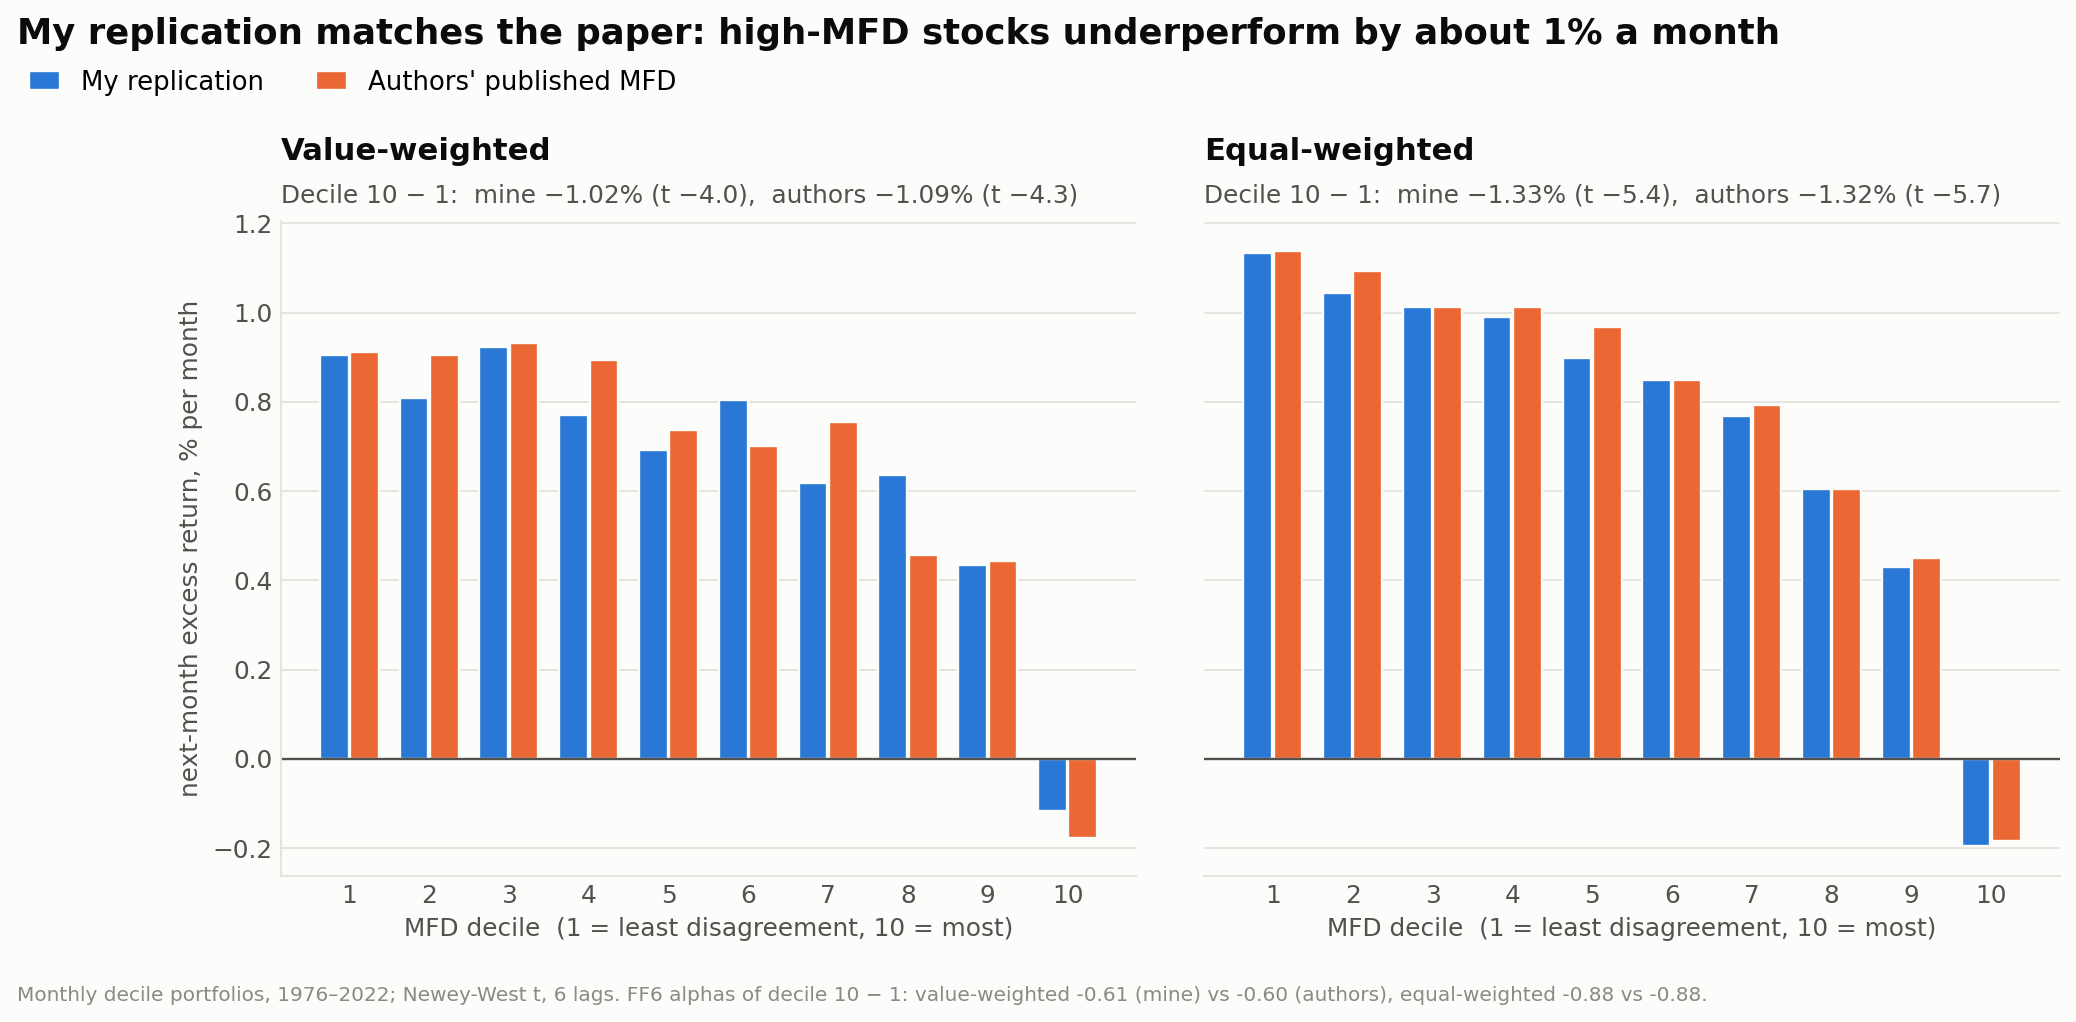 My replication matches the paper: high-MFD stocks underperform by about 1% a month
My replication
Authors' published MFD
Value-weighted
Decile 10 − 1:  mine −1.02% (t −4.0),  authors −1.09% (t −4.3)
next-month excess return, % per month
1.2
1.0
0.8
0.6
0.4
0.2
0.0
−0.2
1 2 3 4 5 6 7 8 9 10
MFD decile  (1 = least disagreement, 10 = most)
Equal-weighted
Decile 10 − 1:  mine −1.33% (t −5.4),  authors −1.32% (t −5.7)
1 2 3 4 5 6 7 8 9 10
MFD decile  (1 = least disagreement, 10 = most)
Monthly decile portfolios, 1976–2022; Newey-West t, 6 lags. FF6 alphas of decile 10 − 1: value-weighted -0.61 (mine) vs -0.60 (authors), equal-weighted -0.88 vs -0.88.